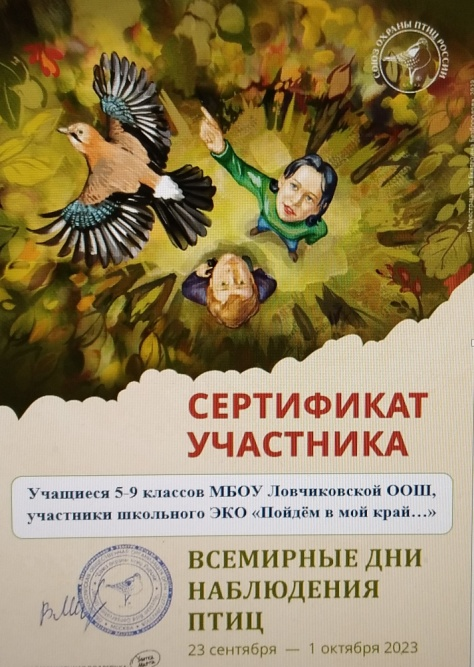 СОЮЗ ОХРАНЫ ПТИЦ РОССИИ
СЕРТИФИКАТ
УЧАСТНИКА
Учащиеся 5-9 классов МБОУ Ловчиковской ООШ,
участники школьного ЭКО «Пойдём в мой край…»
ВСЕМИРНЫЕ ДНИ
НАБЛЮДЕНИЯ
ПТИЦ
23 сентября — 1 октября 2023